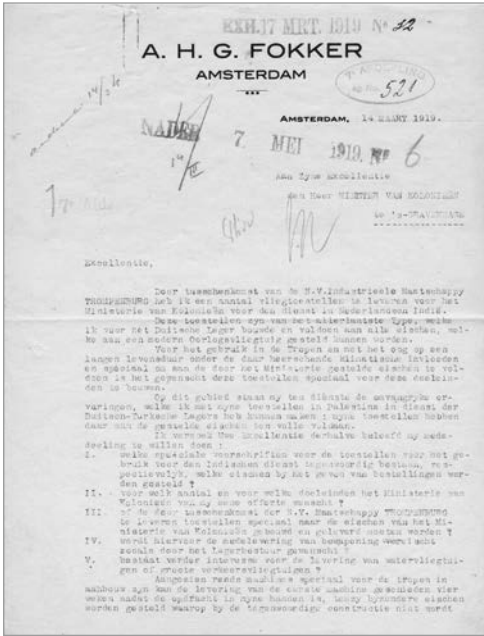 EXH.17 MRT. 1919 Nº 32
A. H. G. FOKKER
AMSTERDAM
7e AFDEELING
521
AMSTERDAM, 14 MAART 1919.
NADER
7 MEI 1919. Nº 6
Aan Zyne Excellentie
den Heer MINISTER VAN KOLONIEN
te 's-GRAVENHAGE
Excellentie,
Door tusschenkomst van de N.V.Industrieele Maatschappy
TROMPENBURG heb ik een aantal vliegtoestellen te leveren voor het
Ministerie van Koloniën voor den dienst in Nederlandsch Indië.
Deze toestellen zyn van het allerlaatste Type, welke
ik voor het Duitsche Leger bouwde en voldoen aan alle eischen, wel-
ke aan een modern Oorlogsvliegtuig gesteld kunnen worden.
Voor het gebruik in de Tropen en met het oog op een
langen levensduur onder de daar heerschende klimatische invloeden
en speciaal om aan de door het Ministerie gestelde eischen te vol-
doen is het gewenscht deze toestellen speciaal voor deze doelein-
den te bouwen.
Op dit gebied staan my ten dienste de omvangryke er-
varingen, welke ik met myne toestellen in Palestina in dienst der
Duitsch-Turksche Legers heb kunnen maken ; myne toestellen hebben
daar aan de gestelde eischen ten volle voldaan.
Ik verzoek Uwe Excellentie derhalve beleefd my mede-
deeling te willen doen :
I. welke speciale voorschriften voor de toestellen voor het ge-
bruik voor den Indischen dienst tegenwoordig bestaan, res-
pectievelyk, welke eischen by het geven van bestellingen wor-
den gesteld ?
II. voor welk aantal en voor welke doeleinden het Ministerie van
Koloniën van my eene offerte wenscht ?
III. of de door tusschenkomst der N.V. Maatschappy TROMPENBURG
te leveren toestellen speciaal naar de eischen van het Mi-
nisterie van Koloniën gebouwd en geleverd moeten worden ?
IV. wordt hiervoor de medelevering van bewapening verlangd
zooals door het Legerbestuur gewenscht ?
V. bestaat verder interesse voor de levering van watervliegtui-
gen of groote verkeersvliegtuigen ?
Aangezien reeds machines speciaal voor de tropen in
aanbouw zyn kan de levering van de eerste machine geschieden vier
weken nadat de opdracht in myne handen is, tenzy byzondere eischen
worden gesteld waarop by de tegenwoordige constructie niet wordt